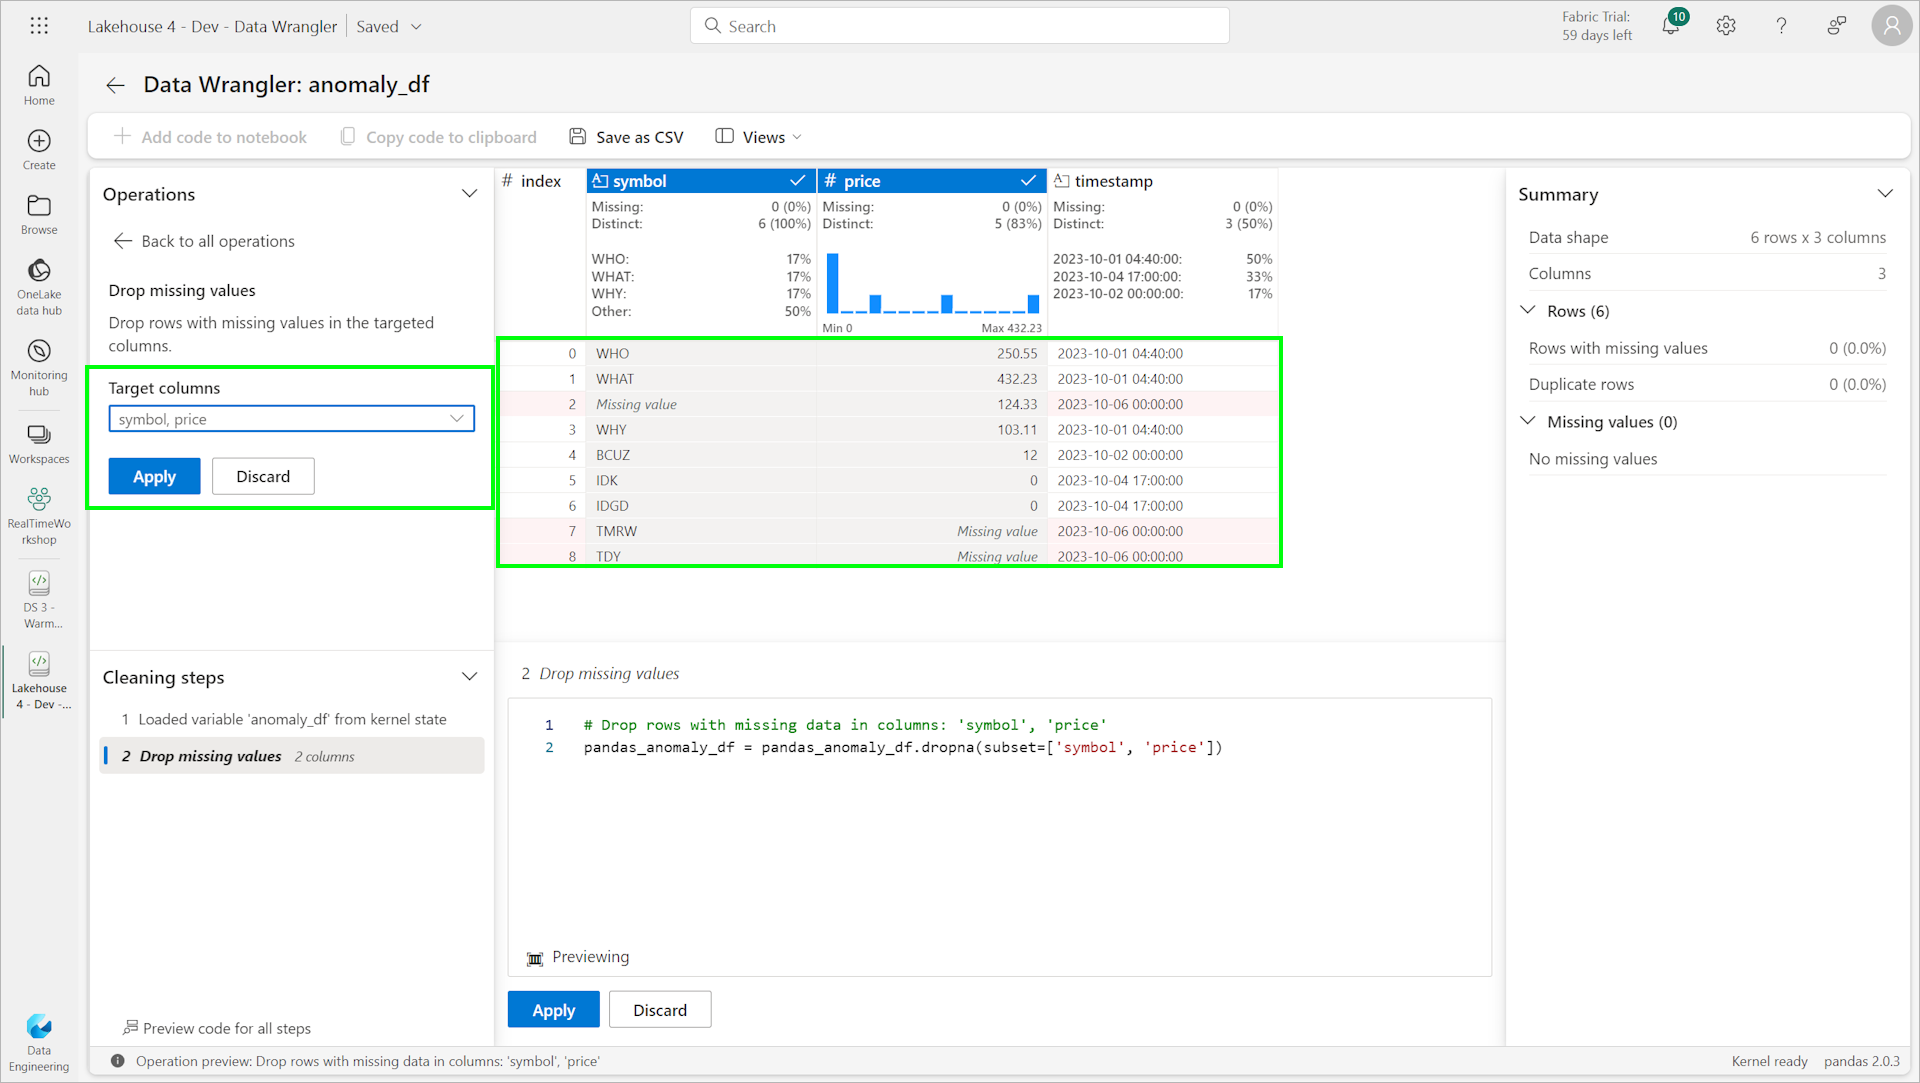 Lakehouse 4 - Dev - Data Wrangler Saved
Search
Fabric Trial:
59 days left
10
Home
Create
Browse
OneLake
data hub
Monitoring
hub
Workspaces
RealTimeWo
rkshop
DS 3 -
Warm...
Lakehouse
4 - Dev -...
Data
Engineering
Data Wrangler: anomaly_df
Add code to notebook Copy code to clipboard Save as CSV Views
Operations
Back to all operations
Drop missing values
Drop rows with missing values in the targeted
columns.
Target columns
symbol, price
Apply Discard
Cleaning steps
1 Loaded variable 'anomaly_df' from kernel state
2 Drop missing values 2 columns
Preview code for all steps
# index symbol # price timestamp
Missing: 0 (0%) Missing: 0 (0%) Missing: 0 (0%)
Distinct: 6 (100%) Distinct: 5 (83%) Distinct: 3 (50%)
WHO: 17% 2023-10-01 04:40:00: 50%
WHAT: 17% 2023-10-04 17:00:00: 33%
WHY: 17% 2023-10-02 00:00:00: 17%
Other: 50%
Min 0 Max 432.23
0 WHO 250.55 2023-10-01 04:40:00
1 WHAT 432.23 2023-10-01 04:40:00
2 Missing value 124.33 2023-10-06 00:00:00
3 WHY 103.11 2023-10-01 04:40:00
4 BCUZ 12 2023-10-02 00:00:00
5 IDK 0 2023-10-04 17:00:00
6 IDGD 0 2023-10-04 17:00:00
7 TMRW Missing value 2023-10-06 00:00:00
8 TDY Missing value 2023-10-06 00:00:00
2 Drop missing values
1 # Drop rows with missing data in columns: 'symbol', 'price'
2 pandas_anomaly_df = pandas_anomaly_df.dropna(subset=['symbol', 'price'])
Previewing
Apply Discard
Summary
Data shape 6 rows x 3 columns
Columns 3
Rows (6)
Rows with missing values 0 (0.0%)
Duplicate rows 0 (0.0%)
Missing values (0)
No missing values
Operation preview: Drop rows with missing data in columns: 'symbol', 'price'
Kernel ready pandas 2.0.3